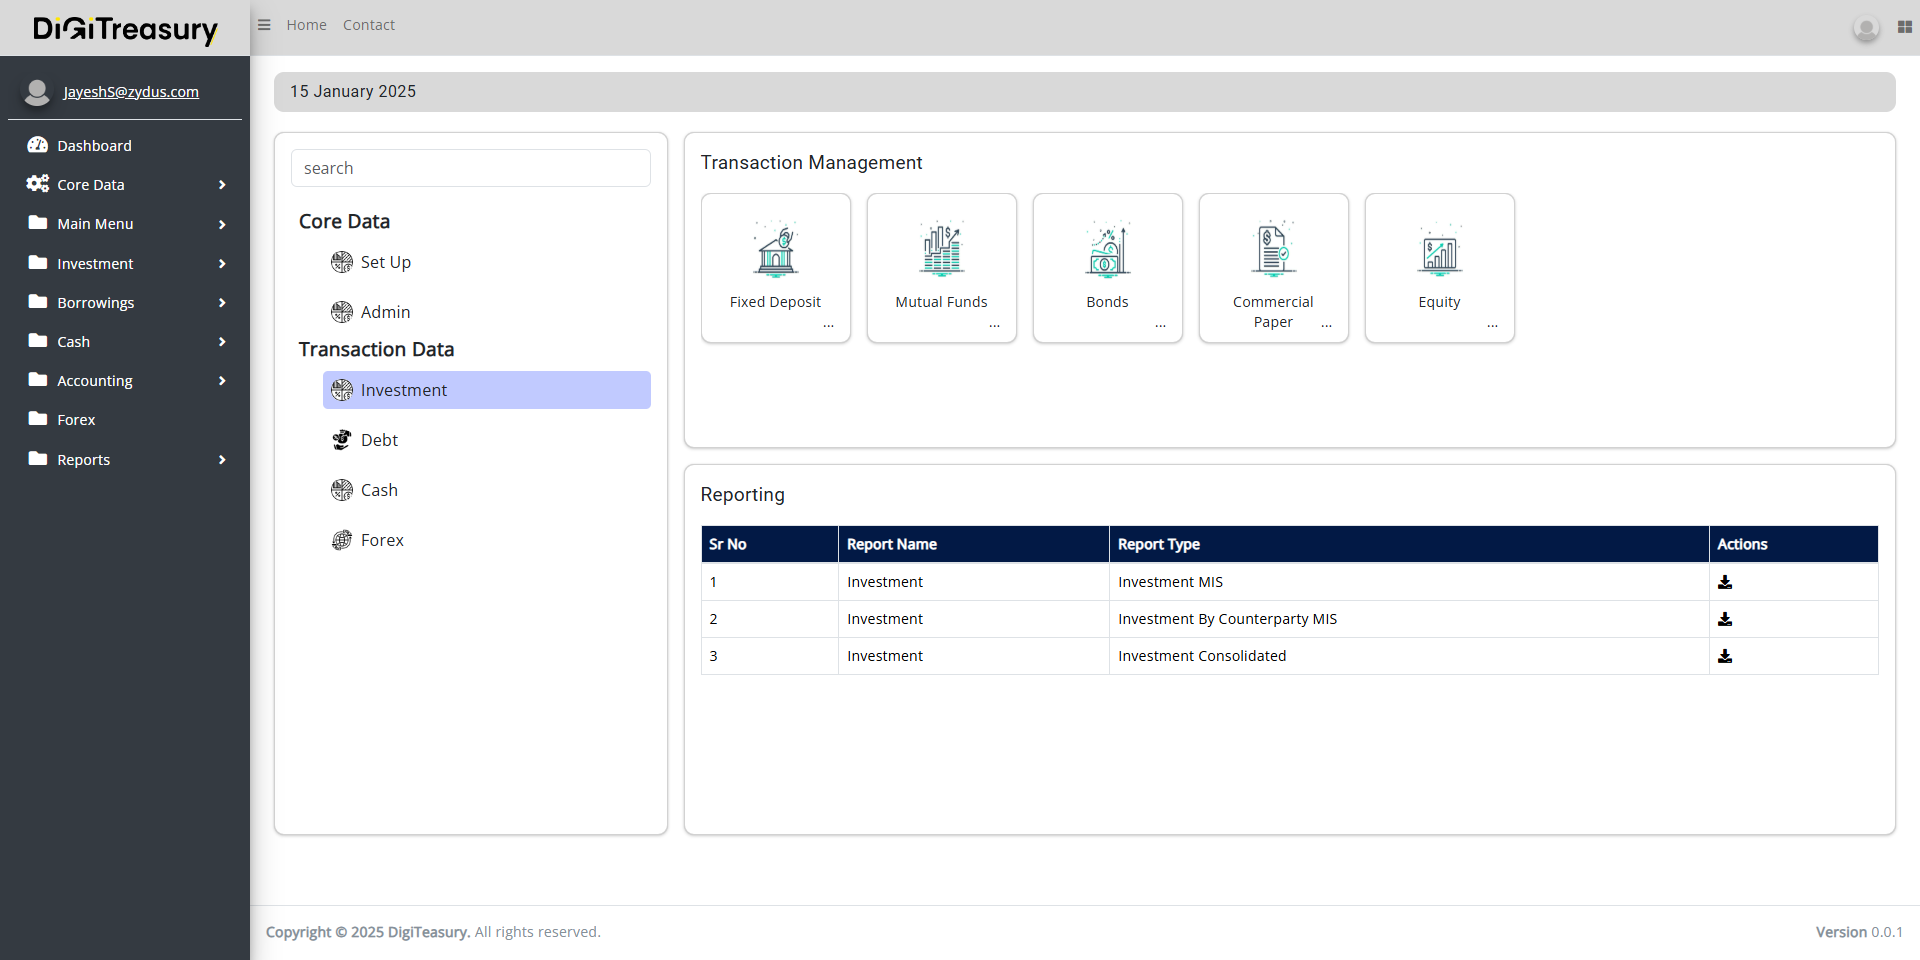 DiGiTreasury
Home
Contact
JayeshS@zydus.com
Dashboard
Core Data
Main Menu
Investment
Borrowings
Cash
Accounting
Forex
Reports
15 January 2025
search
Core Data
Set Up
Admin
Transaction Data
Investment
Debt
Cash
Forex
Transaction Management
Fixed Deposit
...
Mutual Funds
...
Bonds
...
Commercial
Paper
...
Equity
...
Reporting
Sr No Report Name Report Type Actions
1 Investment Investment MIS
2 Investment Investment By Counterparty MIS
3 Investment Investment Consolidated
Copyright © 2025 DigiTeasury. All rights reserved.
Version 0.0.1